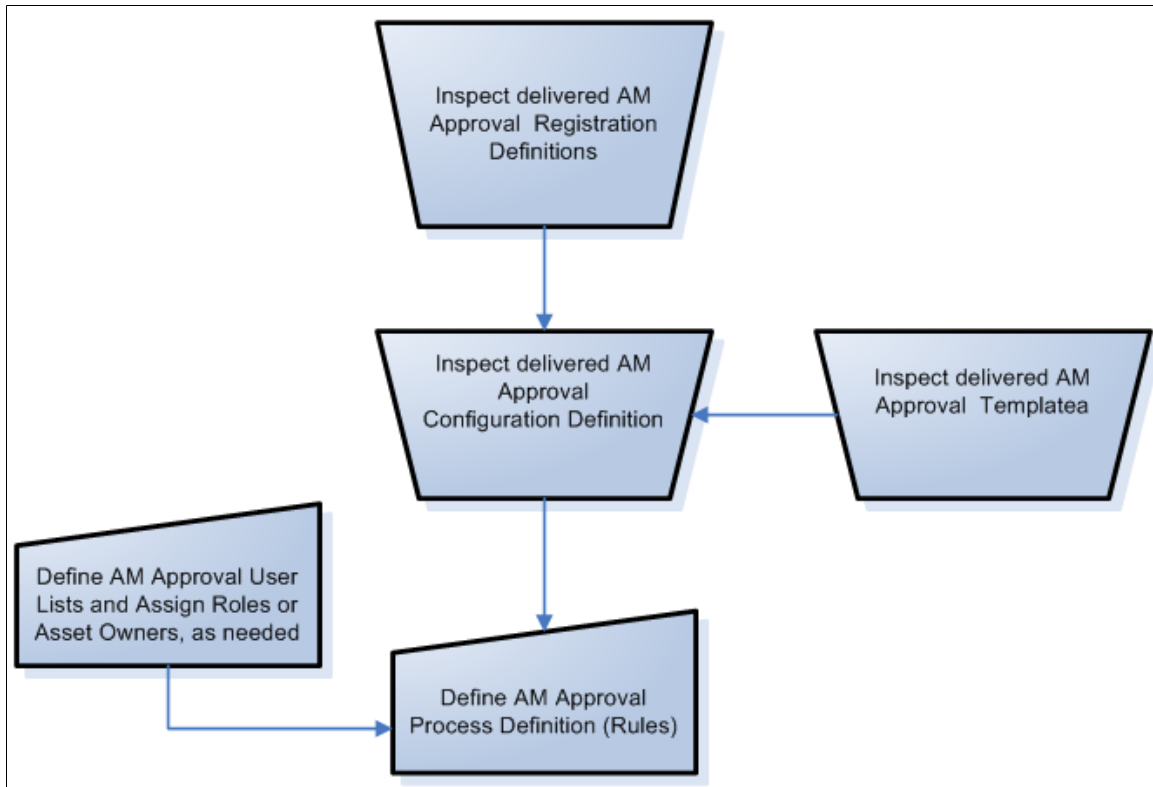 Inspect delivered AM
Approval Registration
Definitions
Inspect delivered AM
Approval
Configuration Definition
Inspect delivered AM
Approval Templatea
Define AM Approval User
Lists and Assign Roles or
Asset Owners, as needed
Define AM Approval
Process Definition (Rules)